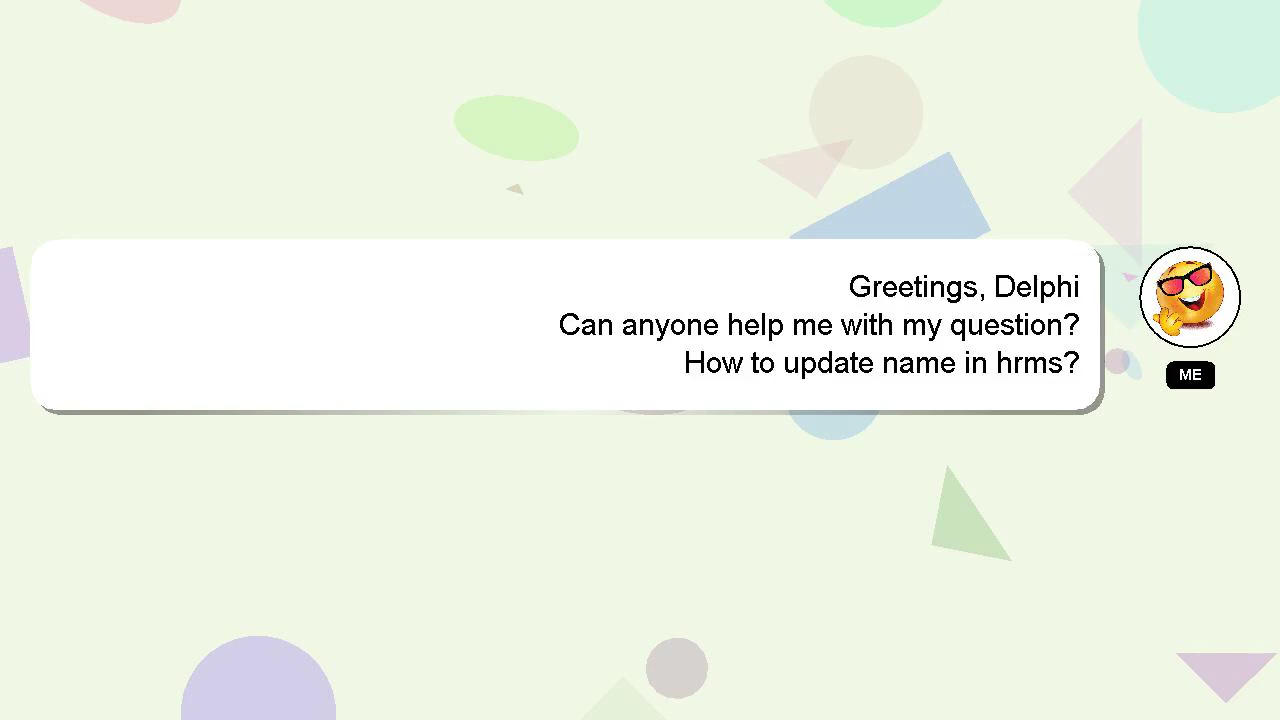 Greetings, Delphi
Can anyone help me with my question?
How to update name in hrms?
ME